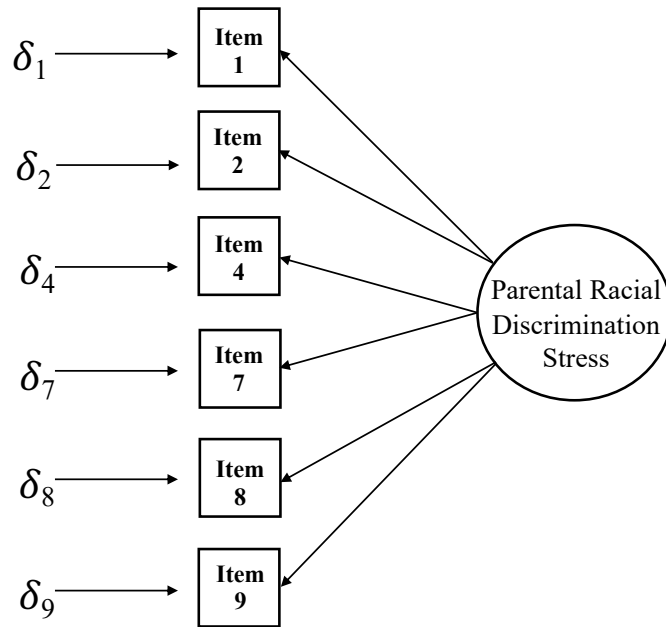 δ1
Item
1
δ2
Item
2
δ4
Item
4
δ7
Item
7
δ8
Item
8
δ9
Item
9
Parental Racial
Discrimination
Stress